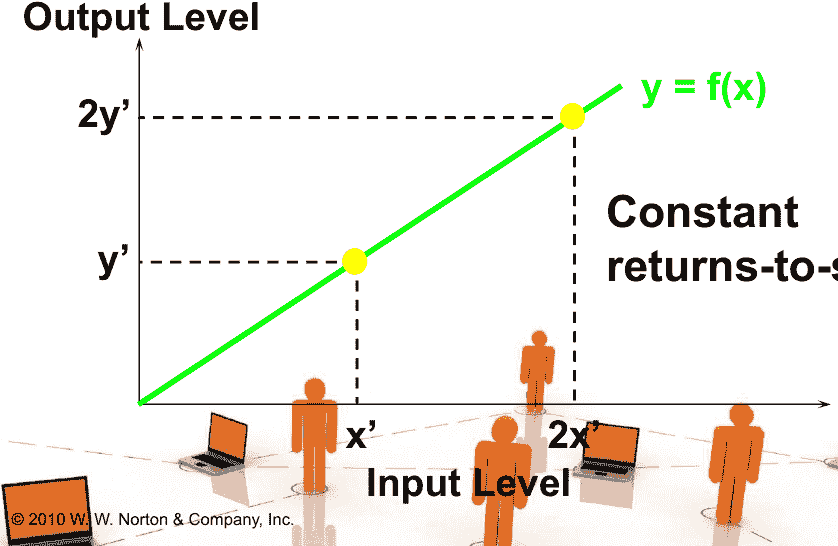 Output Level
y = f(x)
2y’
Constant
y’
returns-to-s
x’
2x’
Input Level
© 2010 W. W. Norton & Company, Inc.